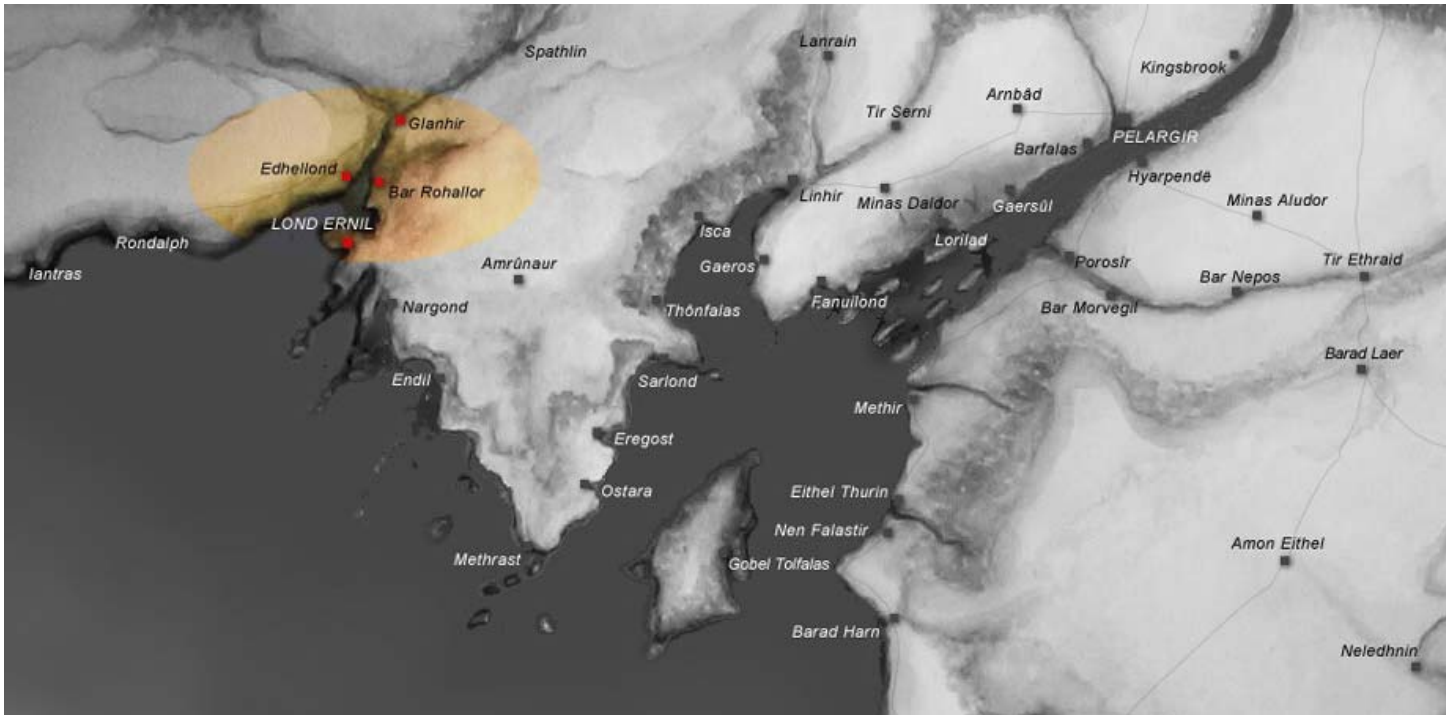 Lanrain
Spathlin
Kingsbrook
Arnbâd
Tir Serni
Glanhir
PELARGIR
Barfalas
Edhellond
Hyarpendë
Bar Rohallor
Linhir
Minas Daldor
Minas Aludor
Gaersûl
LOND ERNIL
Isca
Rondalph
Lorilad
Tir Ethraid
Porosîr
Amrûnaur
Gaeros
Iantras
Bar Nepos
Fanuilond
Nargond
Thônfalas
Bar Morvegil
Barad Laer
Endil
Sarlond
Methir
Eregost
Ostara
Eithel Thurin
Nen Falastir
Amon Eithel
Methrast
Gobel Tolfalas
Barad Harn
Neledhnin